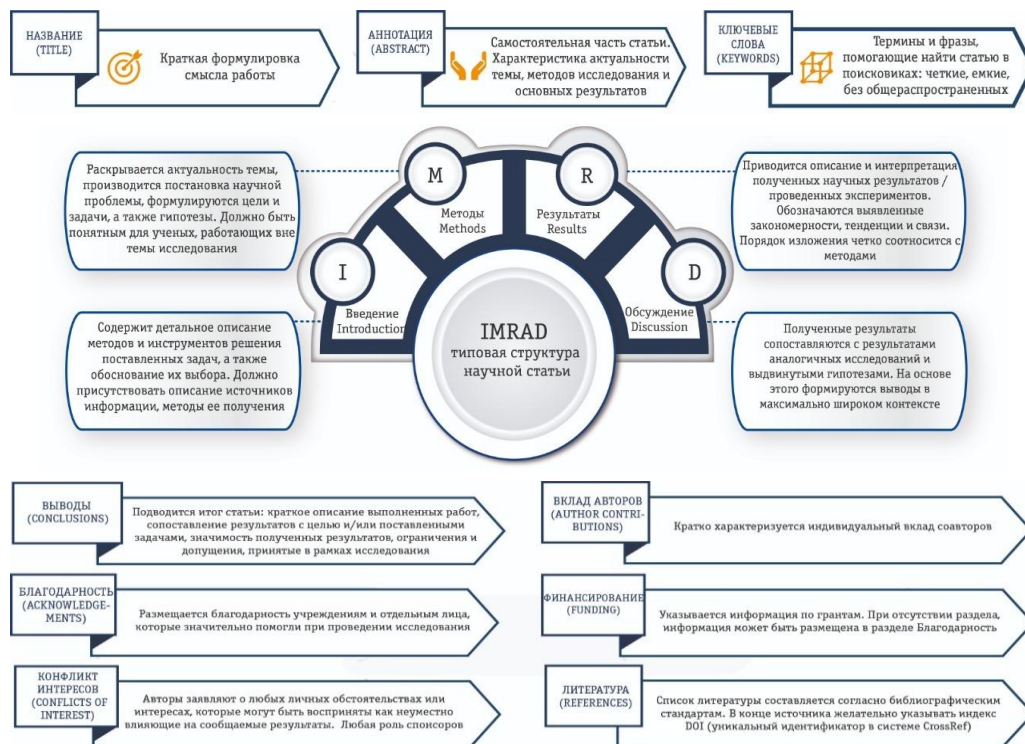 НАЗВАНИЕ
(TITLE)
Краткая формулировка
смысла работы
АННОТАЦИЯ
(ABSTRACT)
Самостоятельная часть статьи.
Характеристика актуальности
темы, методов исследования и
основных результатов
КЛЮЧЕВЫЕ
СЛОВА
(KEYWORDS)
Термины и фразы,
помогающие найти статью в
поисковиках: четкие, емкие,
без общераспространенных
Раскрывается актуальность темы,
производится постановка научной
проблемы, формулируются цели и
задачи, а также гипотезы. Должно быть
понятным для ученых, работающих вне
темы исследования
Содержит детальное описание
методов и инструментов решения
поставленных задач, а также
обоснование их выбора. Должно
присутствовать описание источников
информации, методы ее получения
I
Введение
Introduction
M
Методы
Methods
R
Результаты
Results
D
Обсуждение
Discussion
IMRAD
типовая структура
научной статьи
Приводится описание и интерпретация
полученных научных результатов /
проведенных экспериментов.
Обозначаются выявленные
закономерности, тенденции и связи.
Порядок изложения четко соотносится с
методами
Полученные результаты
сопоставляются с результатами
аналогичных исследований и
выдвинутыми гипотезами. На основе
этого формируются выводы в
максимально широком контексте
ВЫВОДЫ
(CONCLUSIONS)
Подводится итог статьи: краткое описание выполненных работ,
сопоставление результатов с целью и/или поставленными
задачами, значимость полученных результатов, ограничения и
допущения, принятые в рамках исследования
ВКЛАД АВТОРОВ
(AUTHOR CONTRI-
BUTIONS)
Кратко характеризуется индивидуальный вклад соавторов
БЛАГОДАРНОСТЬ
(ACKNOWLEDGE-
MENTS)
Размещается благодарность учреждениям и отдельным лица,
которые значительно помогли при проведении исследования
ФИНАНСИРОВАНИЕ
(FUNDING)
Указывается информация по грантам. При отсутствии раздела,
информация может быть размещена в разделе Благодарность
КОНФЛИКТ
ИНТЕРЕСОВ
(CONFLICTS OF
INTEREST)
Авторы заявляют о любых личных обстоятельствах или
интересах, которые могут быть восприняты как неуместно
влияющие на сообщаемые результаты. Любая роль спонсоров
ЛИТЕРАТУРА
(REFERENCES)
Список литературы составляется согласно библиографическим
стандартам. В конце источника желательно указывать индекс
DOI (уникальный идентификатор в системе CrossRef)